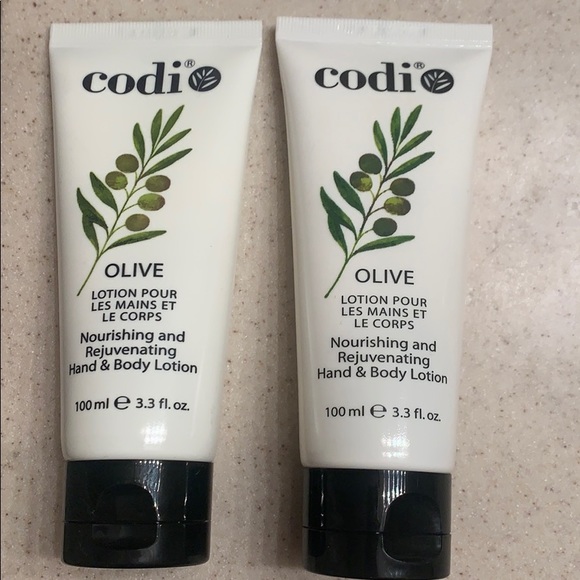 codi®
OLIVE
LOTION POUR
LES MAINS ET
LE CORPS
Nourishing and
Rejuvenating
Hand & Body Lotion
100 ml e 3.3 fl. oz.
codi®
OLIVE
LOTION POUR
LES MAINS ET
LE CORPS
Nourishing and
Rejuvenating
Hand & Body Lotion
100 ml e 3.3 fl. oz.